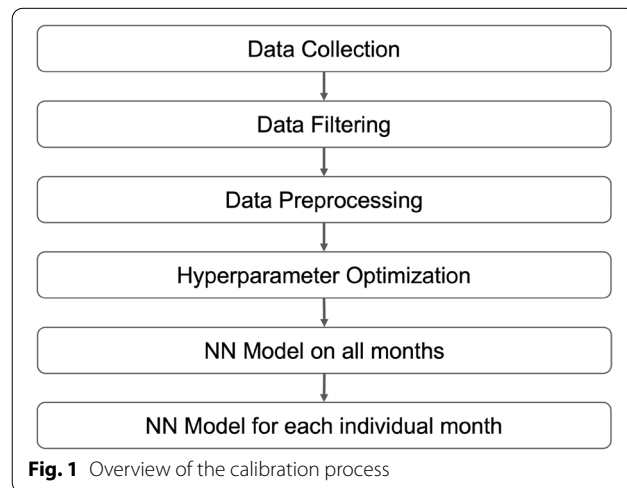 Data Collection
Data Filtering
Data Preprocessing
Hyperparameter Optimization
NN Model on all months
NN Model for each individual month
Fig. 1 Overview of the calibration process